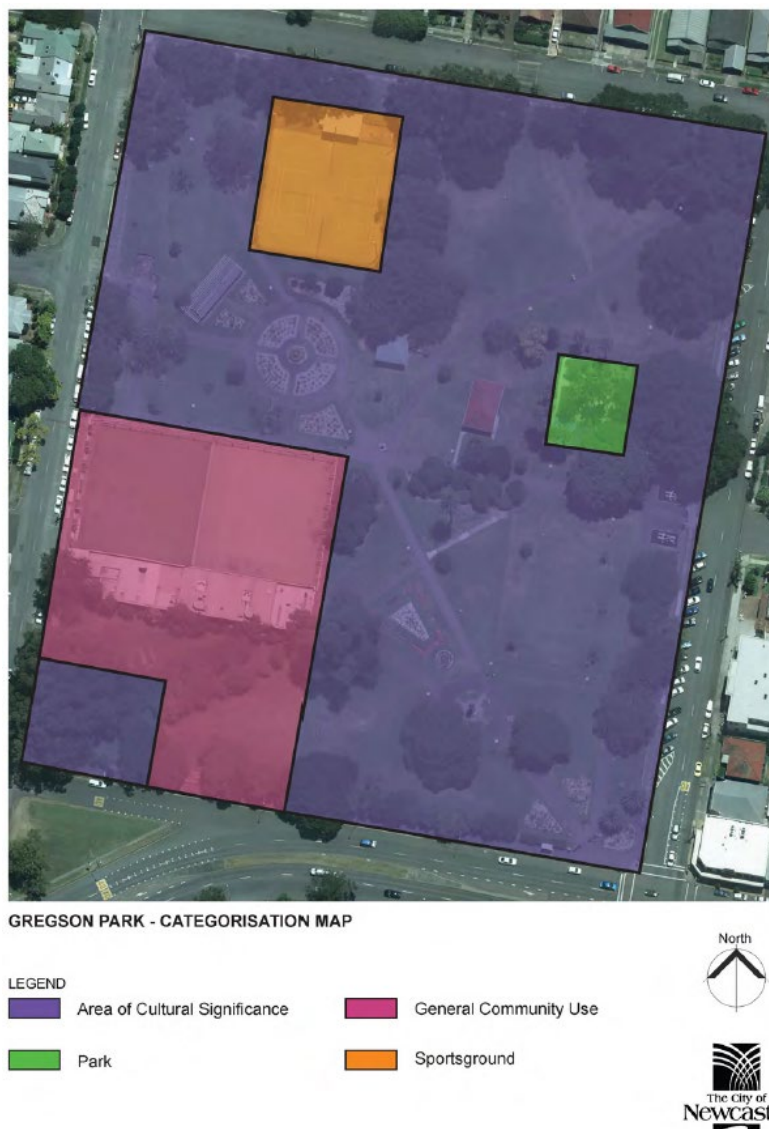 GREGSON PARK - CATEGORISATION MAP
North
LEGEND
Area of Cultural Significance
General Community Use
Park
Sportsground
The City of
Newcast